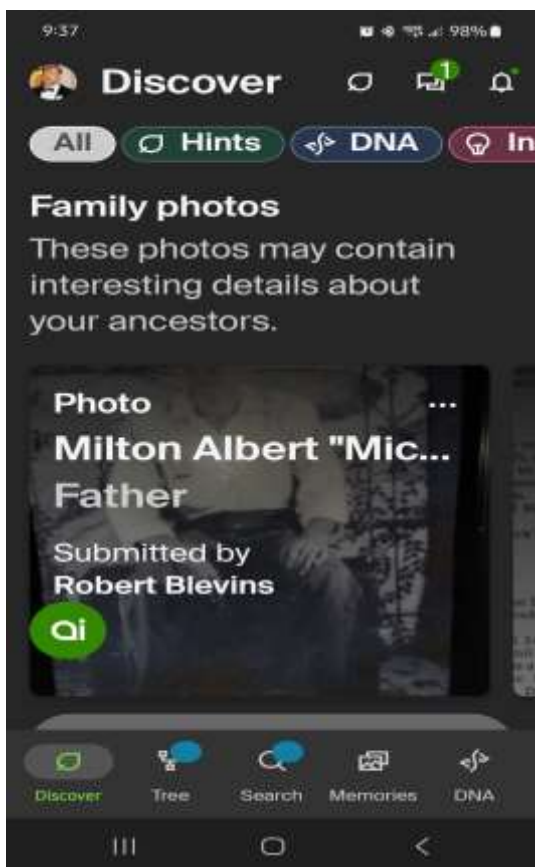 9:37
98%
Discover
1
All
Hints
DNA
In
Family photos
These photos may contain
interesting details about
your ancestors.
Photo
...
Milton Albert "Mic...
Father
Submitted by
Robert Blevins
ai
Discover
Tree
Search
Memories
DNA